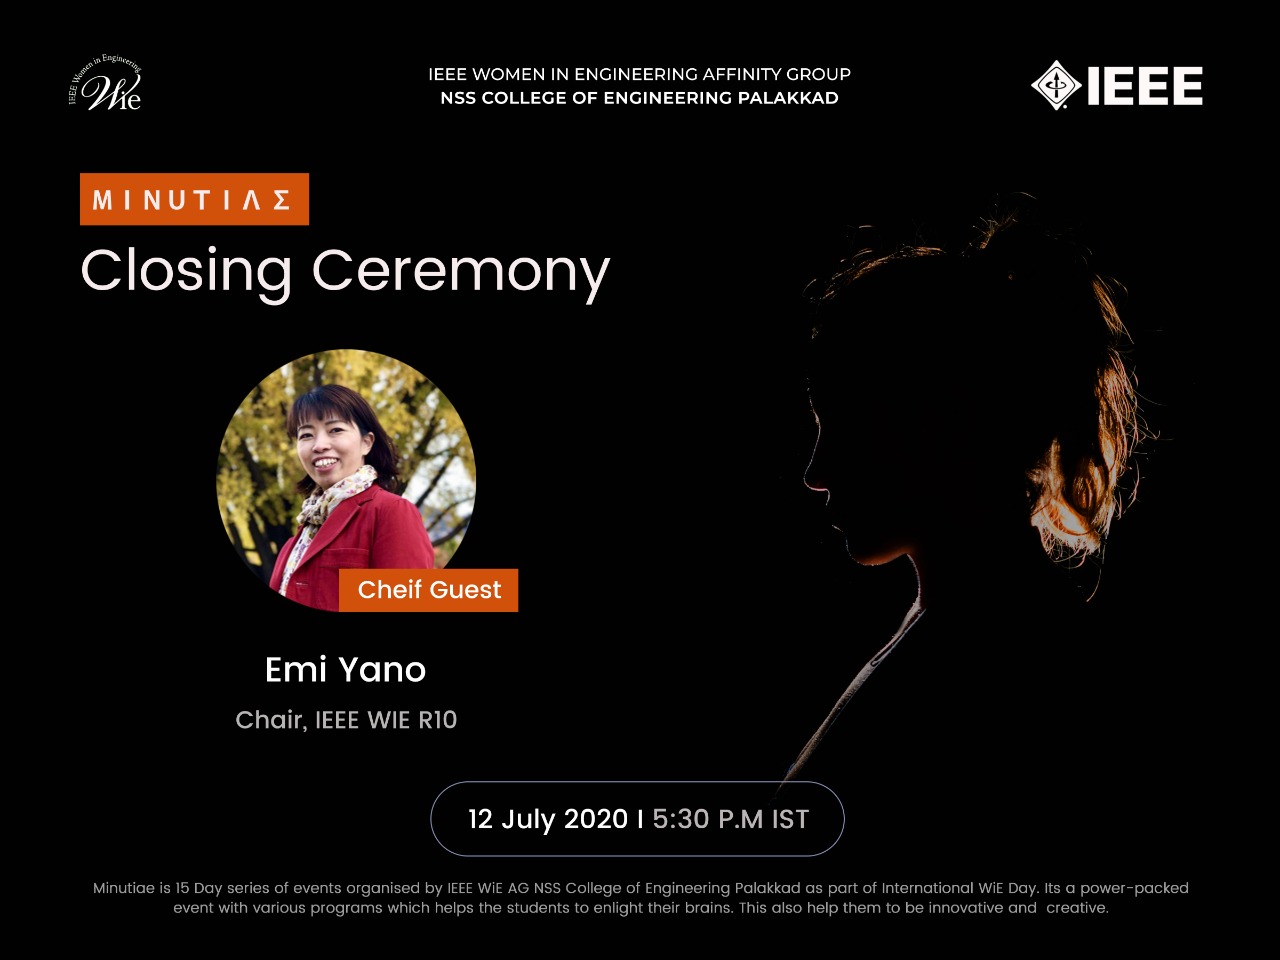 IEEE Women in Engineering
Wie
IEEE WOMEN IN ENGINEERING AFFINITY GROUP
NSS COLLEGE OF ENGINEERING PALAKKAD
IEEE
MINUTIΛΣ
Closing Ceremony
Cheif Guest
Emi Yano
Chair, IEEE WIE R10
12 July 2020 I 5:30 P.M IST
Minutiae is 15 Day series of events organised by IEEE WiE AG NSS College of Engineering Palakkad as part of International WiE Day. Its a power-packed
event with various programs which helps the students to enlight their brains. This also help them to be innovative and  creative.